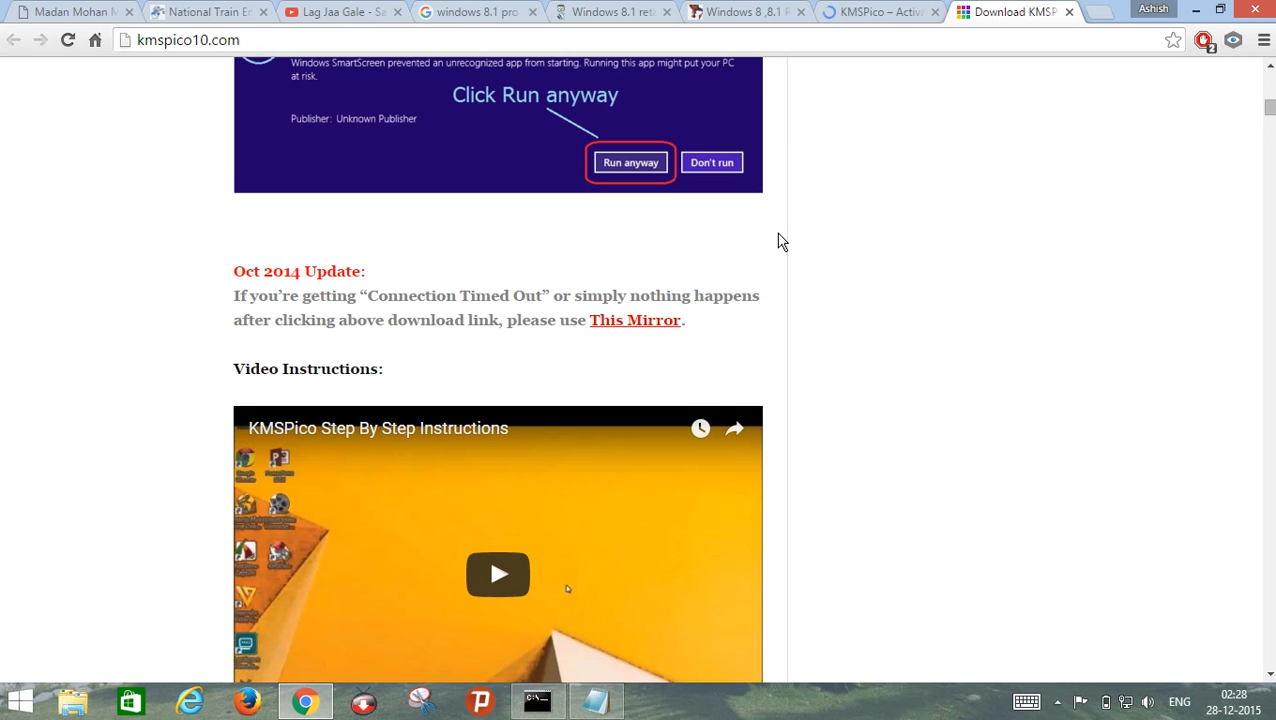 Madan Mohan M
National Train En
Lag Jaa Gale - Sa
windows 8.1 pro
Windows 8.1 reta
Windows 8 ,8.1 P
KMSPico – Activa
Download KMSP
Ashish
kmspico10.com
2
Windows SmartScreen prevented an unrecognized app from starting. Running this app might put your PC
at risk.
Click Run anyway
Publisher: Unknown Publisher
Run anyway
Don't run
Oct 2014 Update:
If you're getting “Connection Timed Out” or simply nothing happens
after clicking above download link, please use This Mirror.
Video Instructions:
KMSPico Step By Step Instructions
C:\.
ENG
02:28
28-12-2015